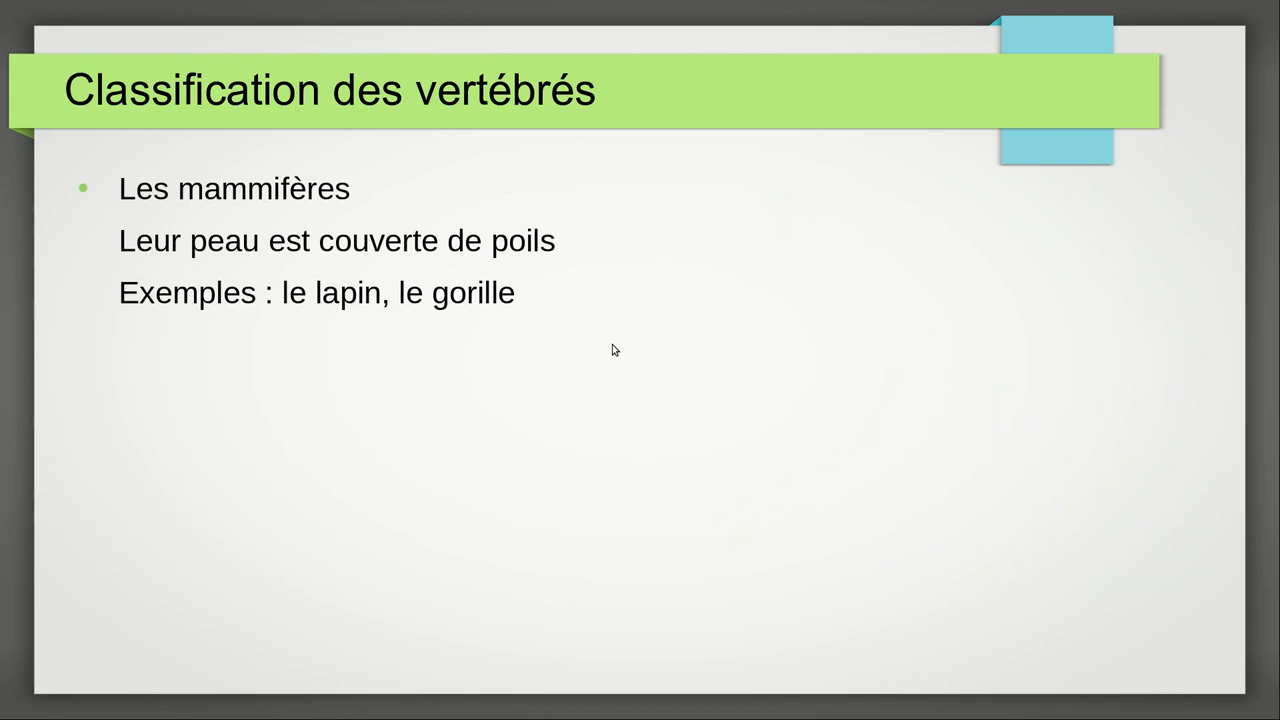 Classification des vertébrés
Les mammifères
Leur peau est couverte de poils
Exemples : le lapin, le gorille